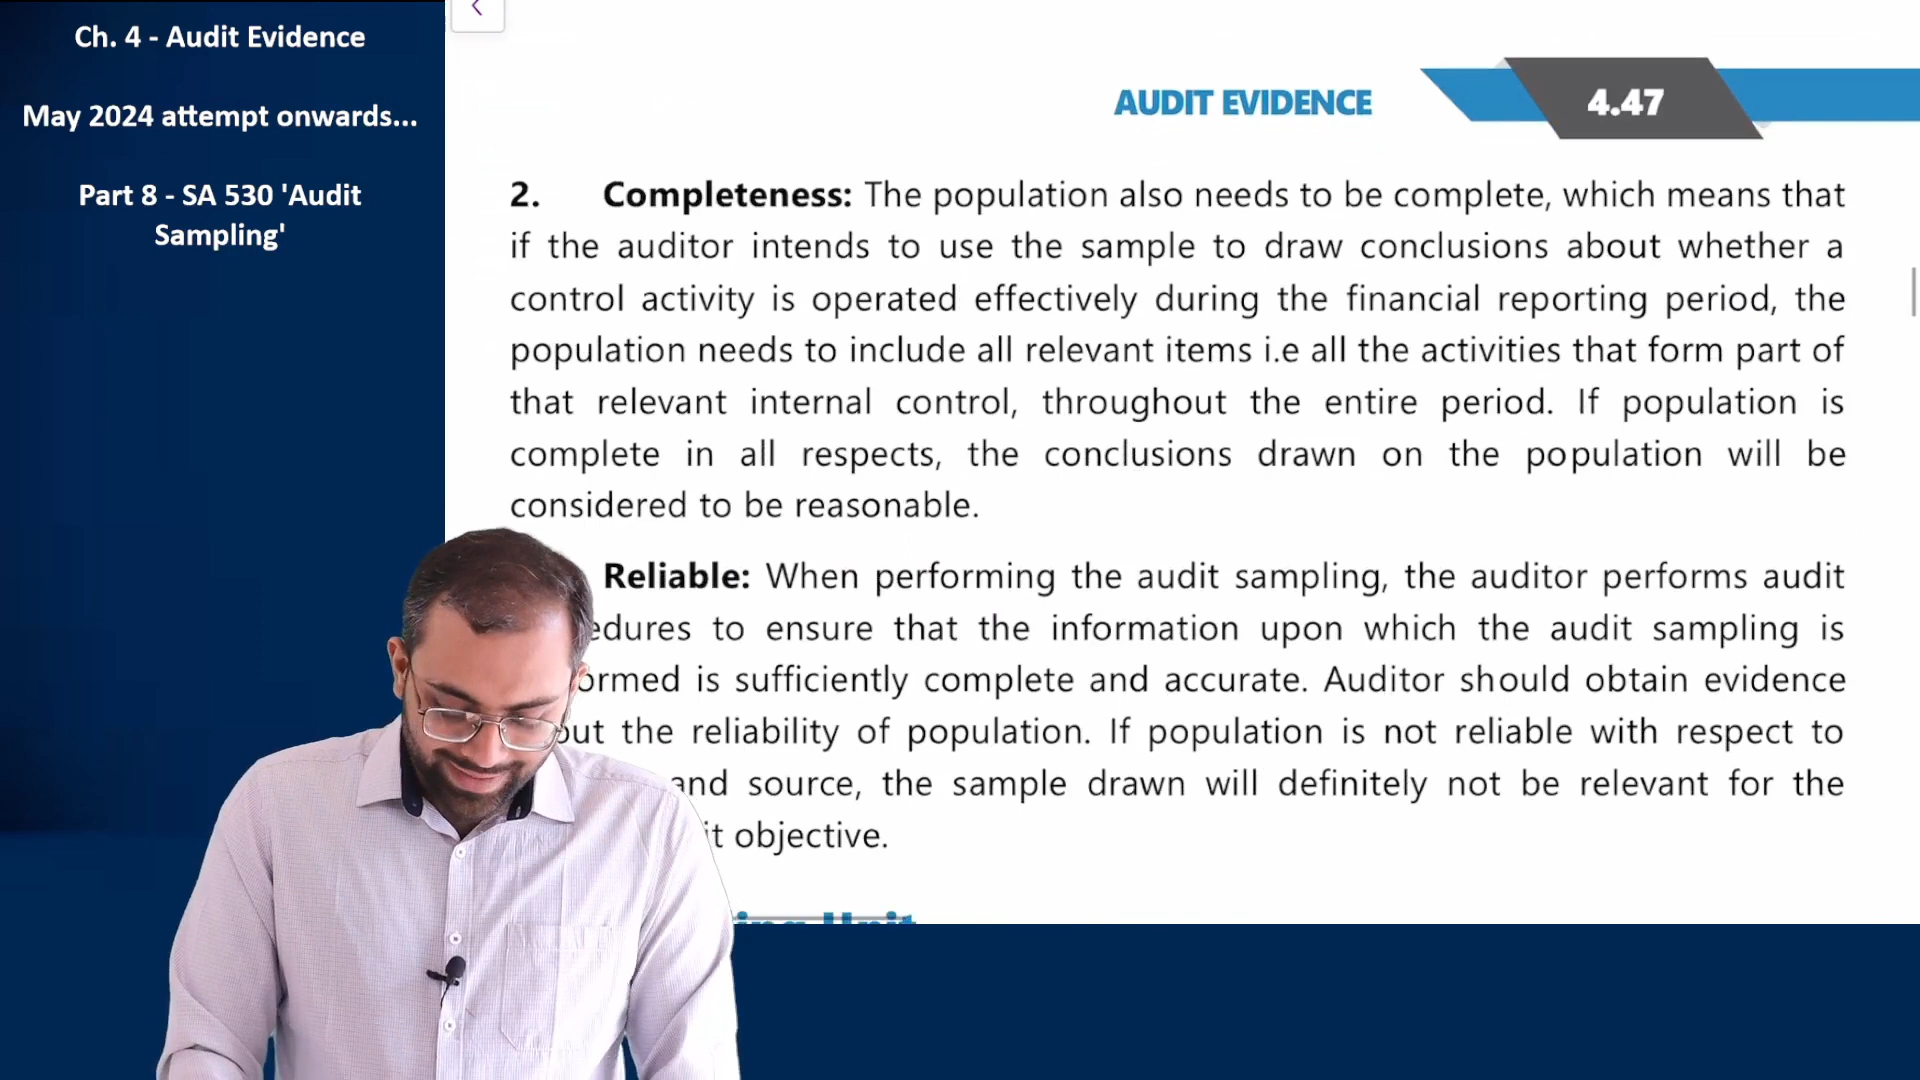 Ch. 4 - Audit Evidence
May 2024 attempt onwards...
Part 8 - SA 530 'Audit
Sampling'
AUDIT EVIDENCE 4.47
2. Completeness: The population also needs to be complete, which means that
if the auditor intends to use the sample to draw conclusions about whether a
control activity is operated effectively during the financial reporting period, the
population needs to include all relevant items i.e all the activities that form part of
that relevant internal control, throughout the entire period. If population is
complete in all respects, the conclusions drawn on the population will be
considered to be reasonable.
Reliable: When performing the audit sampling, the auditor performs audit
to ensure that the information upon which the audit sampling is
is sufficiently complete and accurate. Auditor should obtain evidence
the reliability of population. If population is not reliable with respect to
and source, the sample drawn will definitely not be relevant for the
objective.
Unit